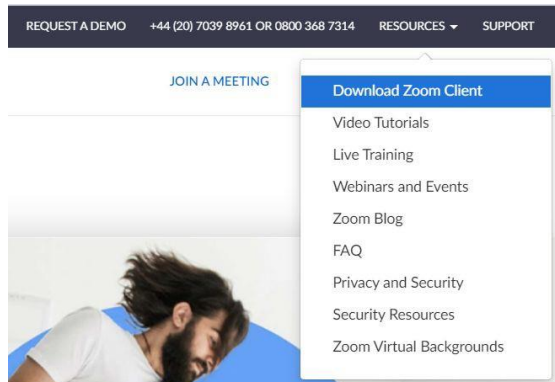 REQUEST A DEMO +44 (20) 7039 8961 OR 0800 368 7314 RESOURCES SUPPORT
JOIN A MEETING
Download Zoom Client
Video Tutorials
Live Training
Webinars and Events
Zoom Blog
FAQ
Privacy and Security
Security Resources
Zoom Virtual Backgrounds